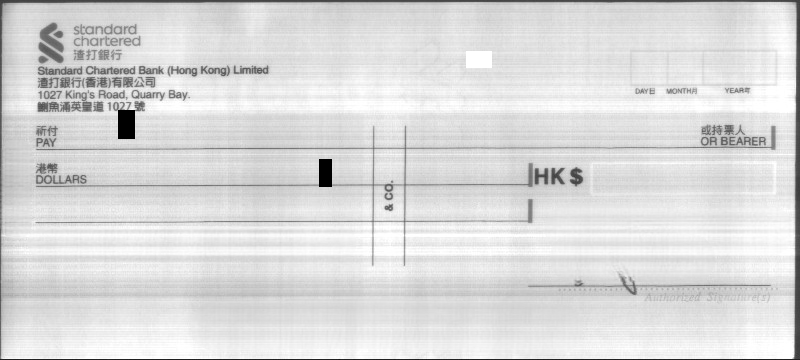 standard
chartered
渣打銀行
Standard Chartered Bank (Hong Kong) Limited
渣打銀行(香港)有限公司
1027 King's Road, Quarry Bay.
鰂魚涌英皇道 1027 號
DAY日 MONTH月 YEAR年
祈付
PAY
或持票人
OR BEARER
港幣
DOLLARS
HK $
& CO.
Authorized Signature(s)